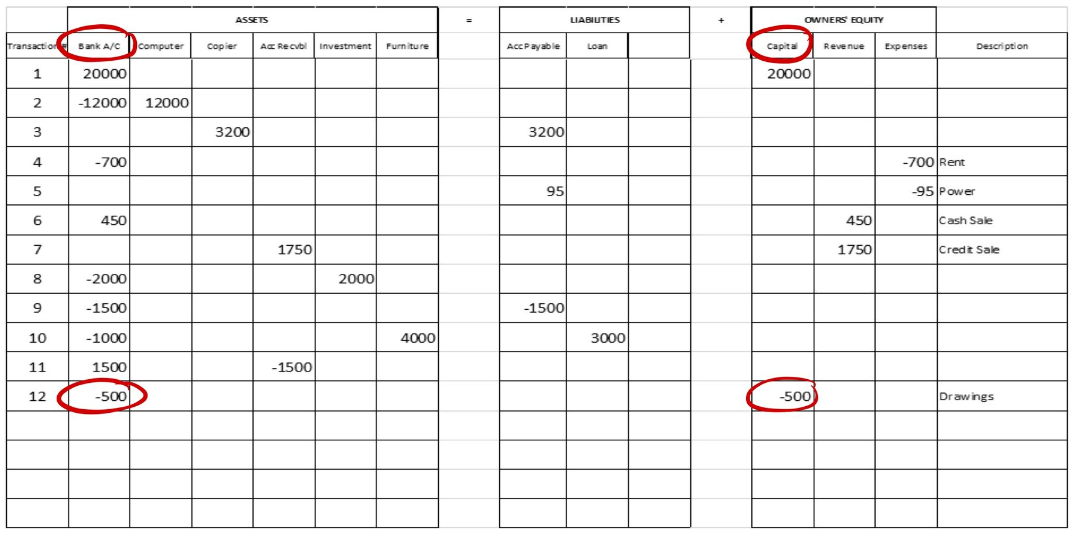 ASSETS = LIABILITIES + OWNERS' EQUITY
Transaction # Bank A/C Computer Copier Acc Recvbl Investment Furniture Acc Payable Loan Capital Revenue Expenses Description
1 20000 20000
2 -12000 12000
3 3200 3200
4 -700 -700 Rent
5 95 -95 Power
6 450 450 Cash Sale
7 1750 1750 Credit Sale
8 -2000 2000
9 -1500 -1500
10 -1000 4000 3000
11 1500 -1500
12 -500 -500 Drawings